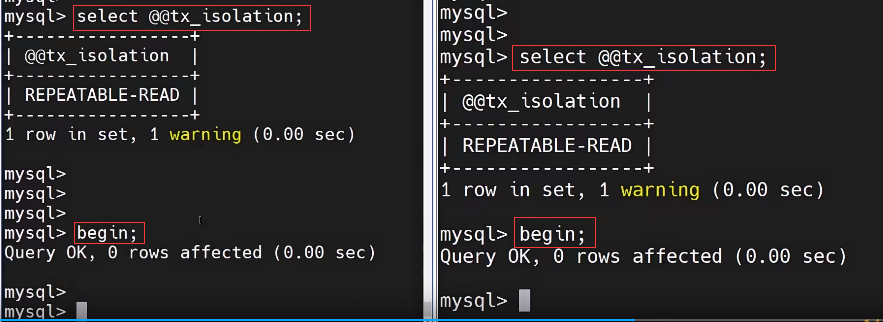 mysql>
mysql> select @@tx_isolation;
+-----------------+
| @@tx_isolation  |
+-----------------+
| REPEATABLE-READ |
+-----------------+
1 row in set, 1 warning (0.00 sec)
mysql>
mysql>
mysql>
mysql> begin;
Query OK, 0 rows affected (0.00 sec)
mysql>
mysql>
mysql>
mysql>
mysql> select @@tx_isolation;
+-----------------+
| @@tx_isolation  |
+-----------------+
| REPEATABLE-READ |
+-----------------+
1 row in set, 1 warning (0.00 sec)
mysql> begin;
Query OK, 0 rows affected (0.00 sec)
mysql>